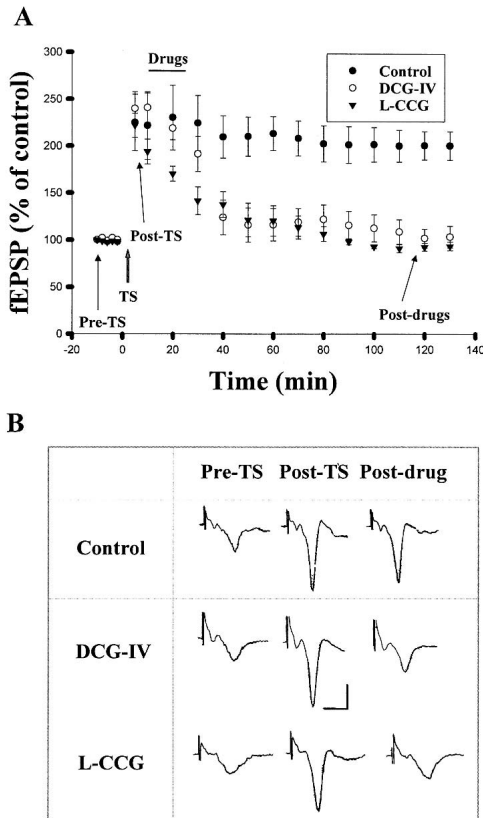 A
300
250
200
150
100
50
0
fEPSP (% of control)
Drugs
Control
DCG-IV
L-CCG
Post-TS
TS
Pre-TS
Post-drugs
-20 0 20 40 60 80 100 120 140
Time (min)
B
Pre-TS Post-TS Post-drug
Control
DCG-IV
L-CCG